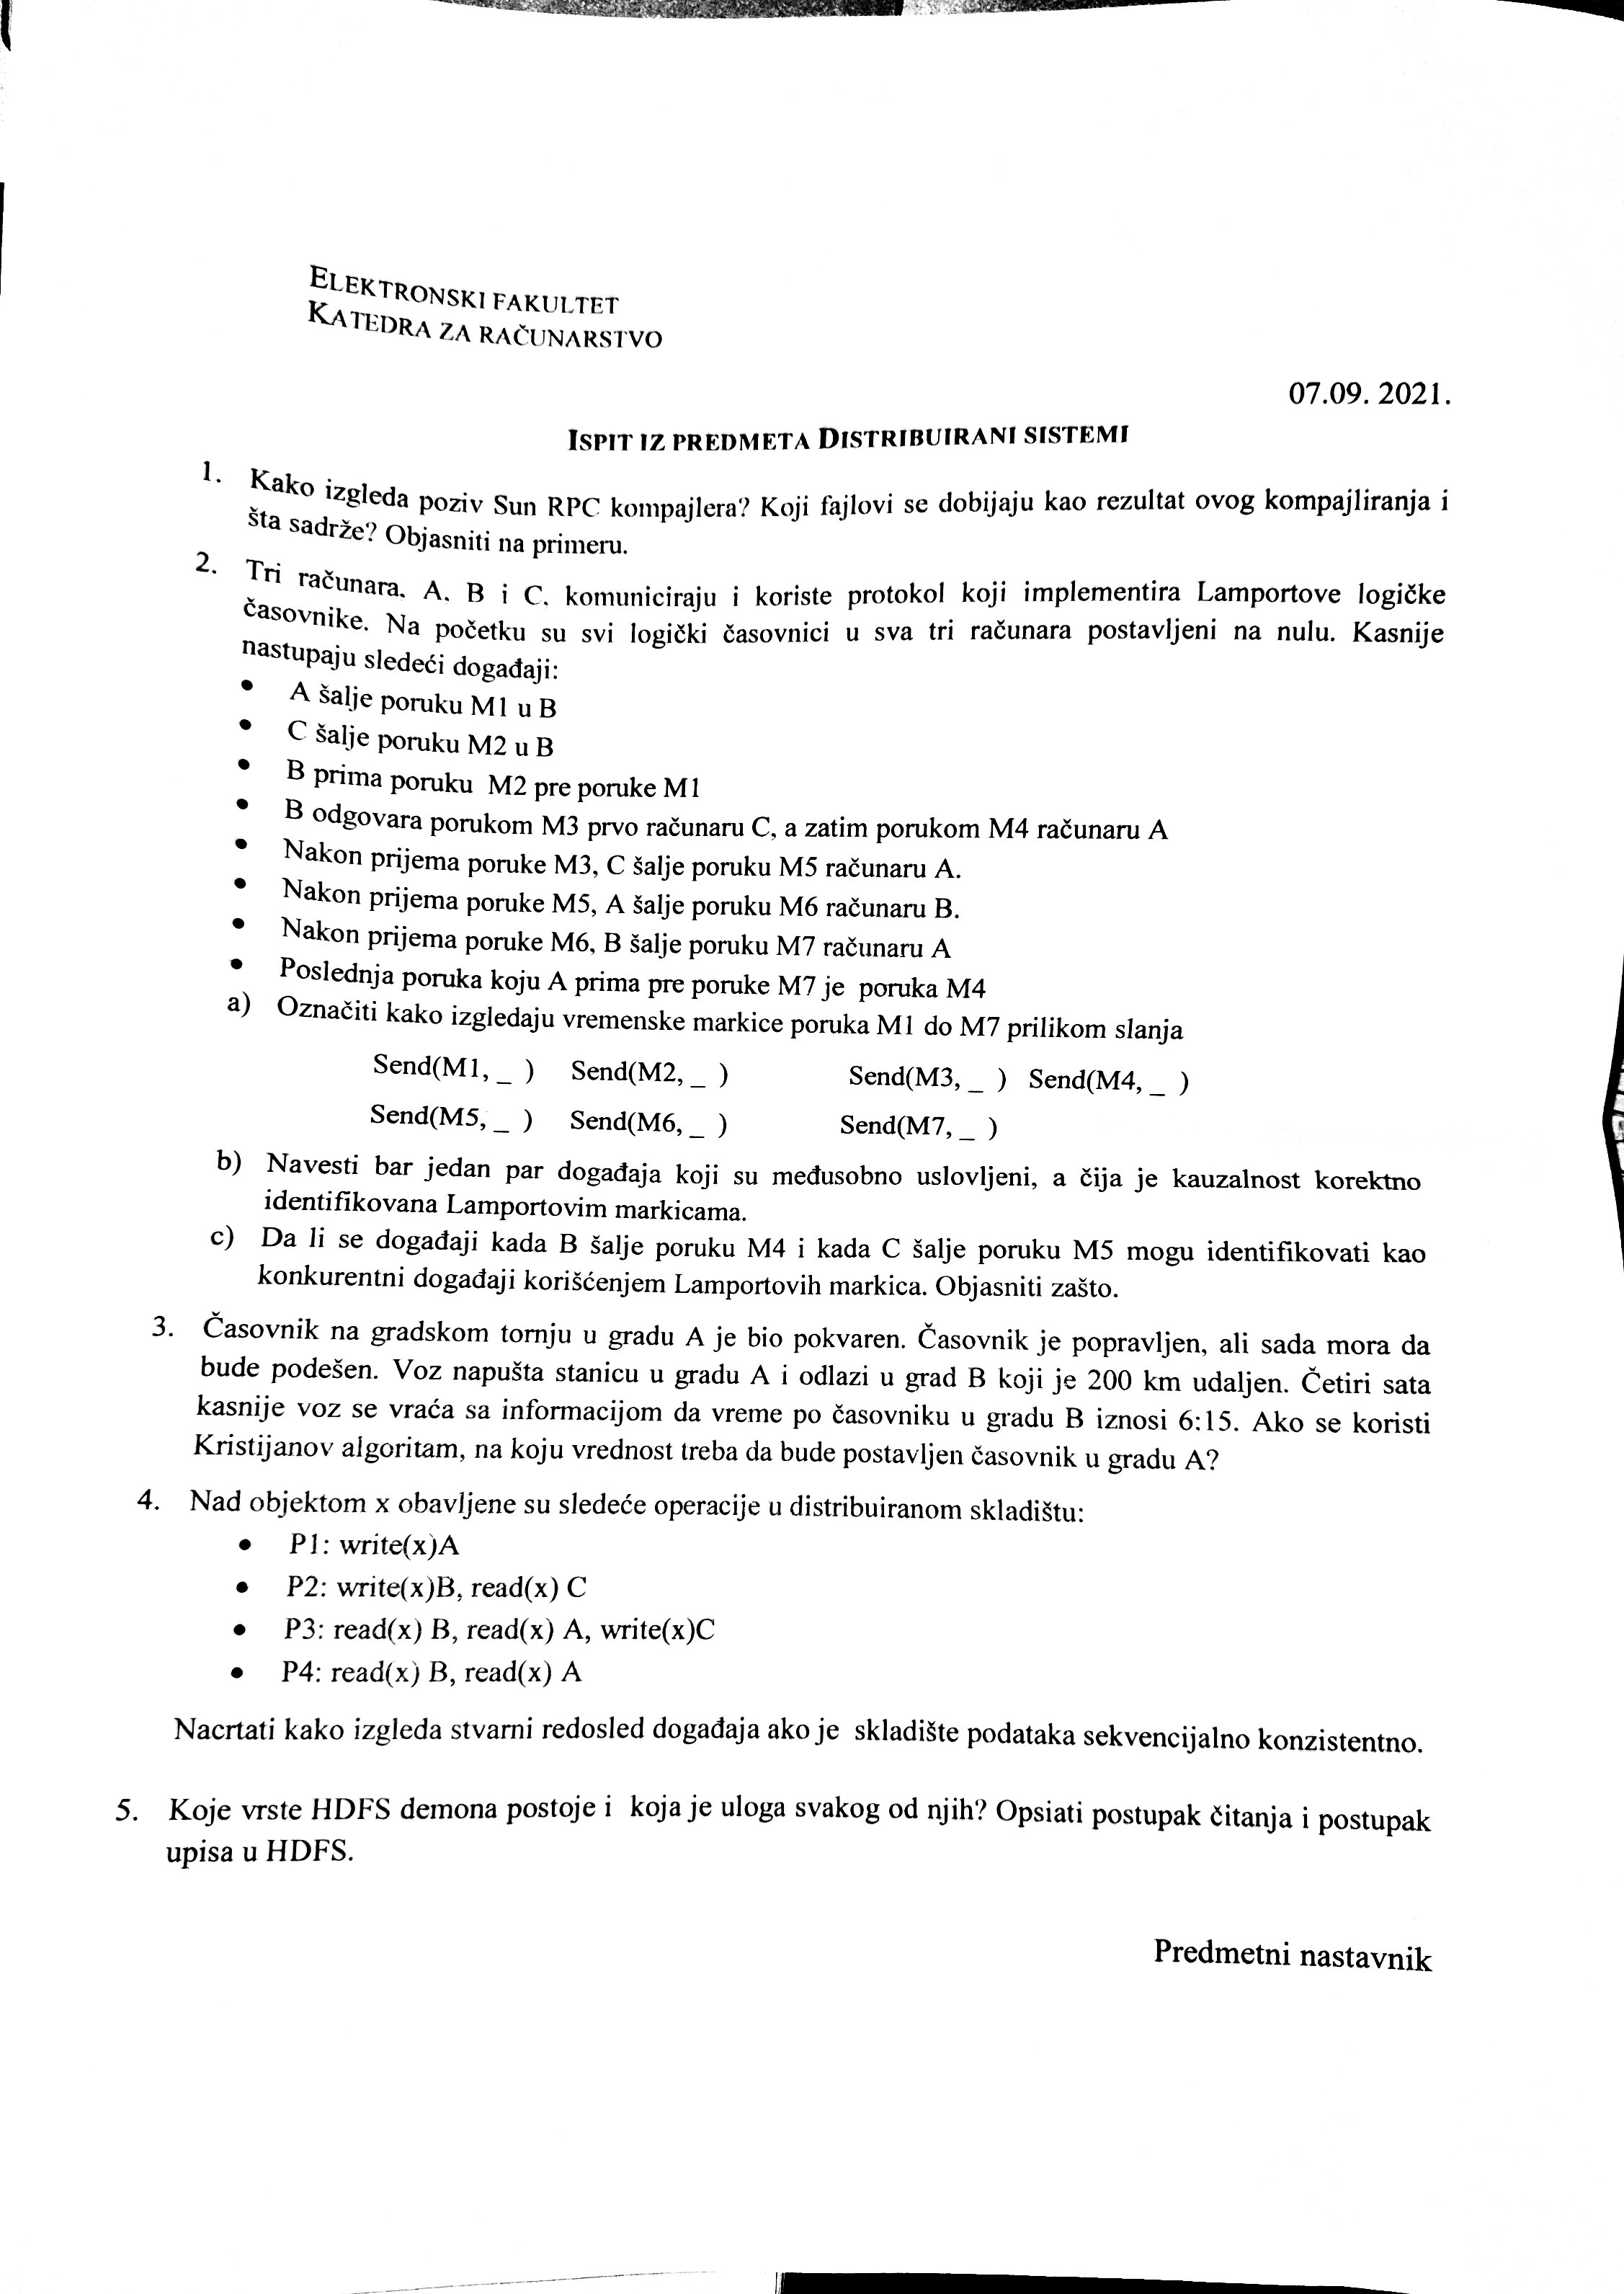 ELEKTRONSKI FAKULTET
KATEDRA ZA RAČUNARSTVO
07.09. 2021.
ISPIT IZ PREDMETA DISTRIBUIRANI SISTEMI
1. Kako izgleda poziv Sun RPC kompajlera? Koji fajlovi se dobijaju kao rezultat ovog kompajliranja i
šta sadrže? Objasniti na primeru.
2. Tri računara. A. B i C. komuniciraju i koriste protokol koji implementira Lamportove logičke
časovnike. Na početku su svi logički časovnici u sva tri računara postavljeni na nulu. Kasnije
nastupaju sledeći događaji:
• A šalje poruku M1 u B
• C šalje poruku M2 u B
• B prima poruku M2 pre poruke M1
• B odgovara porukom M3 prvo računaru C, a zatim porukom M4 računaru A
• Nakon prijema poruke M3, C šalje poruku M5 računaru A.
• Nakon prijema poruke M5, A šalje poruku M6 računaru B.
• Nakon prijema poruke M6, B šalje poruku M7 računaru A
• Poslednja poruka koju A prima pre poruke M7 je poruka M4
a) Označiti kako izgledaju vremenske markice poruka M1 do M7 prilikom slanja
Send(M1, _ ) Send(M2, _ ) Send(M3, _ ) Send(M4, _ )
Send(M5, _ ) Send(M6, _ ) Send(M7, _ )
b) Navesti bar jedan par događaja koji su međusobno uslovljeni, a čija je kauzalnost korektno
identifikovana Lamportovim markicama.
c) Da li se događaji kada B šalje poruku M4 i kada C šalje poruku M5 mogu identifikovati kao
konkurentni događaji korišćenjem Lamportovih markica. Objasniti zašto.
3. Časovnik na gradskom tornju u gradu A je bio pokvaren. Časovnik je popravljen, ali sada mora da
bude podešen. Voz napušta stanicu u gradu A i odlazi u grad B koji je 200 km udaljen. Četiri sata
kasnije voz se vraća sa informacijom da vreme po časovniku u gradu B iznosi 6:15. Ako se koristi
Kristijanov algoritam, na koju vrednost treba da bude postavljen časovnik u gradu A?
4. Nad objektom x obavljene su sledeće operacije u distribuiranom skladištu:
• P1: write(x)A
• P2: write(x)B, read(x) C
• P3: read(x) B, read(x) A, write(x)C
• P4: read(x) B, read(x) A
Nacrtati kako izgleda stvarni redosled događaja ako je skladište podataka sekvencijalno konzistentno.
5. Koje vrste HDFS demona postoje i koja je uloga svakog od njih? Opsiati postupak čitanja i postupak
upisa u HDFS.
Predmetni nastavnik